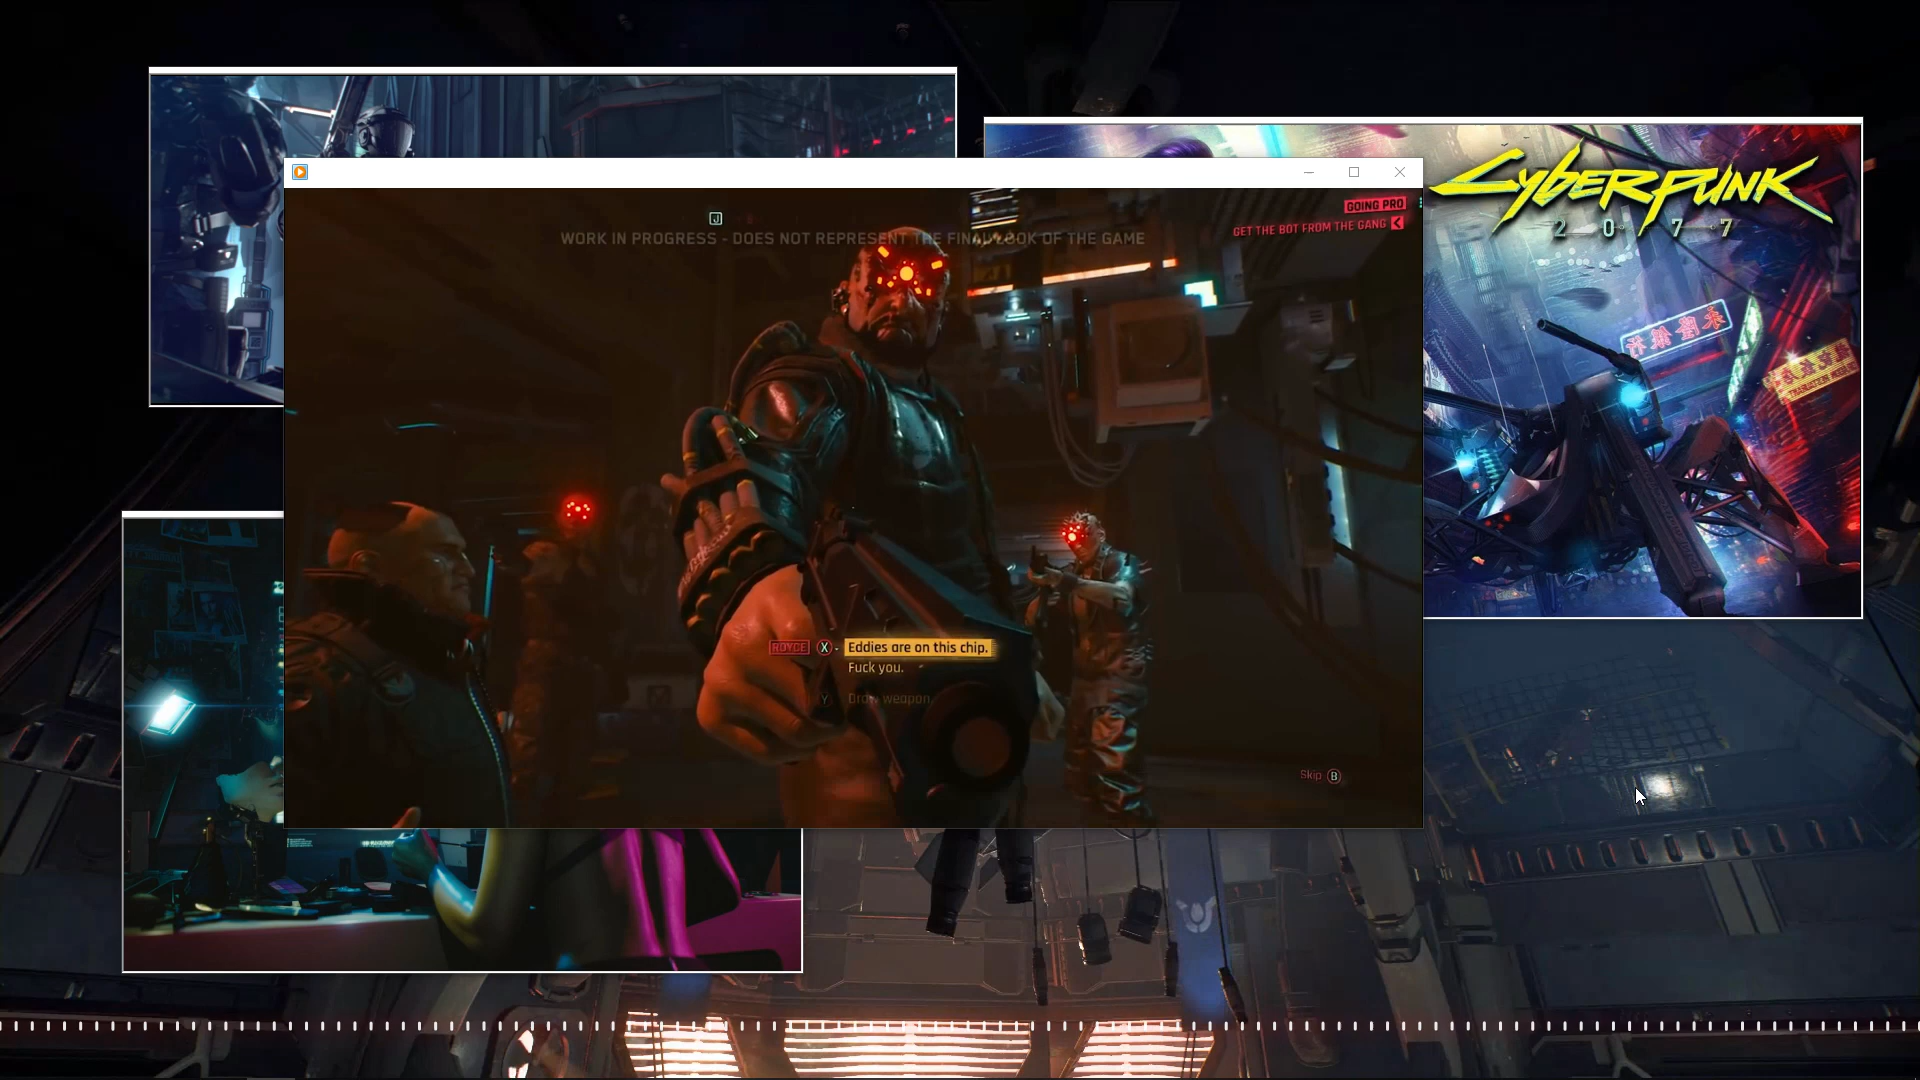 CYBERPUNK
2077
J
WORK IN PROGRESS - DOES NOT REPRESENT THE FINAL LOOK OF THE GAME
GOING PRO
GET THE BOT FROM THE GANG
ROYCE X - Eddies are on this chip.
Fuck you.
Y Draw weapon.
Skip B